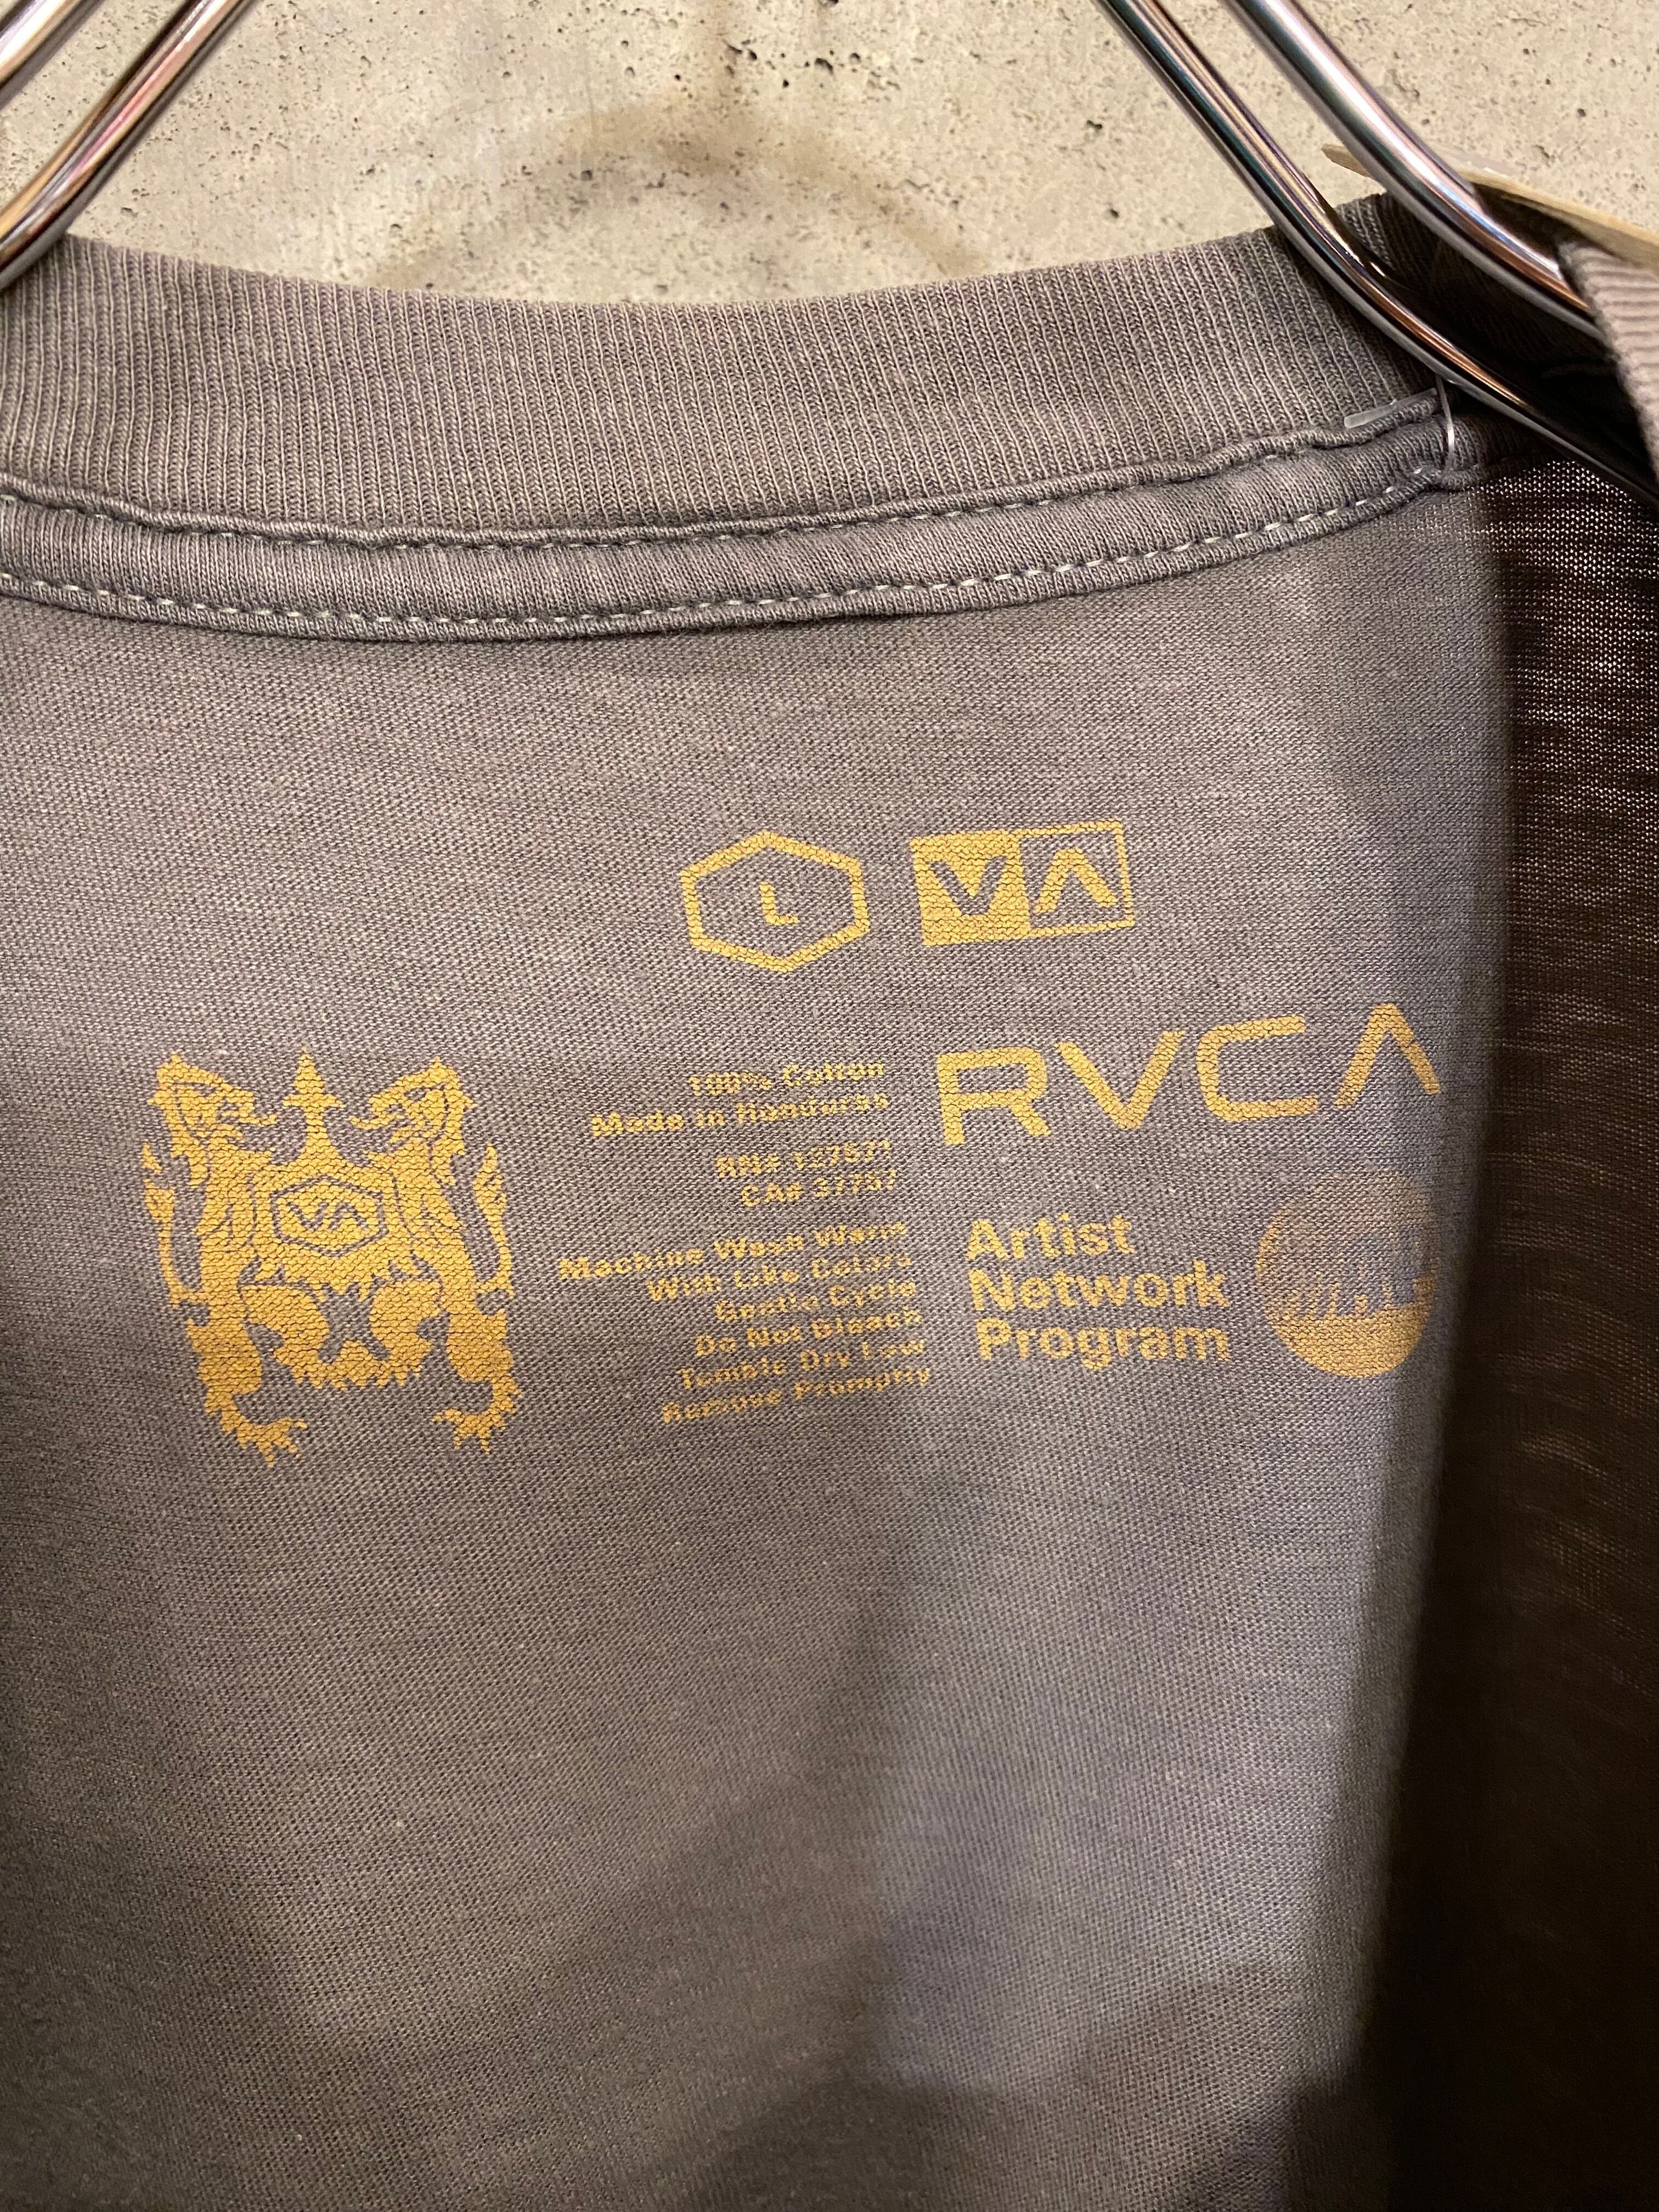 L
VA
RVCA
VA
100% Cotton
Made in Honduras
RN# 127571
CA# 37757
Machine Wash Warm
With Like Colors
Gentle Cycle
Do Not Bleach
Tumble Dry Low
Remove Promptly
Artist
Network
Program